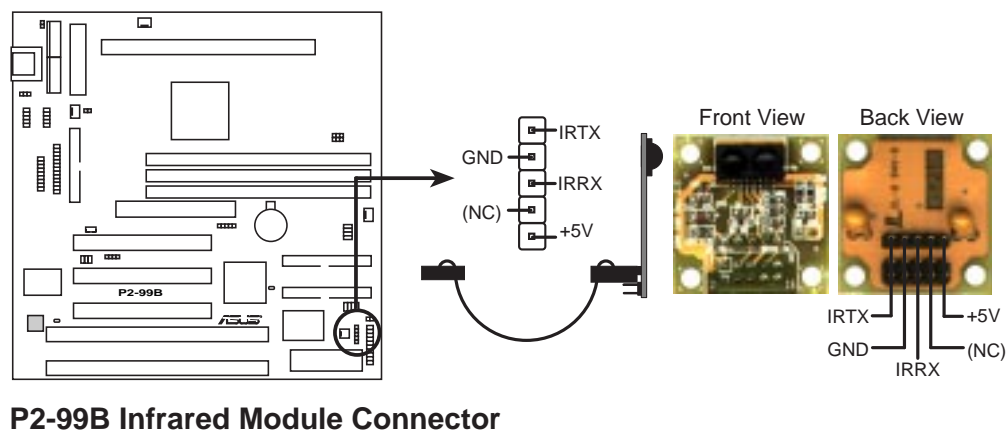 Front View
Back View
IRTX
GND
IRRX
(NC)
+5V
P2-99B
ASUS
IRTX
+5V
GND
(NC)
IRRX
P2-99B Infrared Module Connector